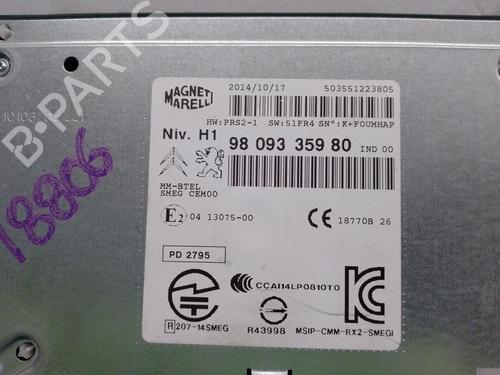 B-PARTS
MAGNETI MARELLI
2014/10/17 503551223805
HW:PRS2-1 SW:51FR4 SN°:K+FOUMHAP
Niv. H1 98 093 359 80 IND 00
MM-BTEL
SMEG CEM00
E2 04 13075-00 CE 18770B 26
PD 2795
CCAI14LP0810T0
R 207-14SMEG R43998 MSIP-CMM-RX2-SMEGI
18806